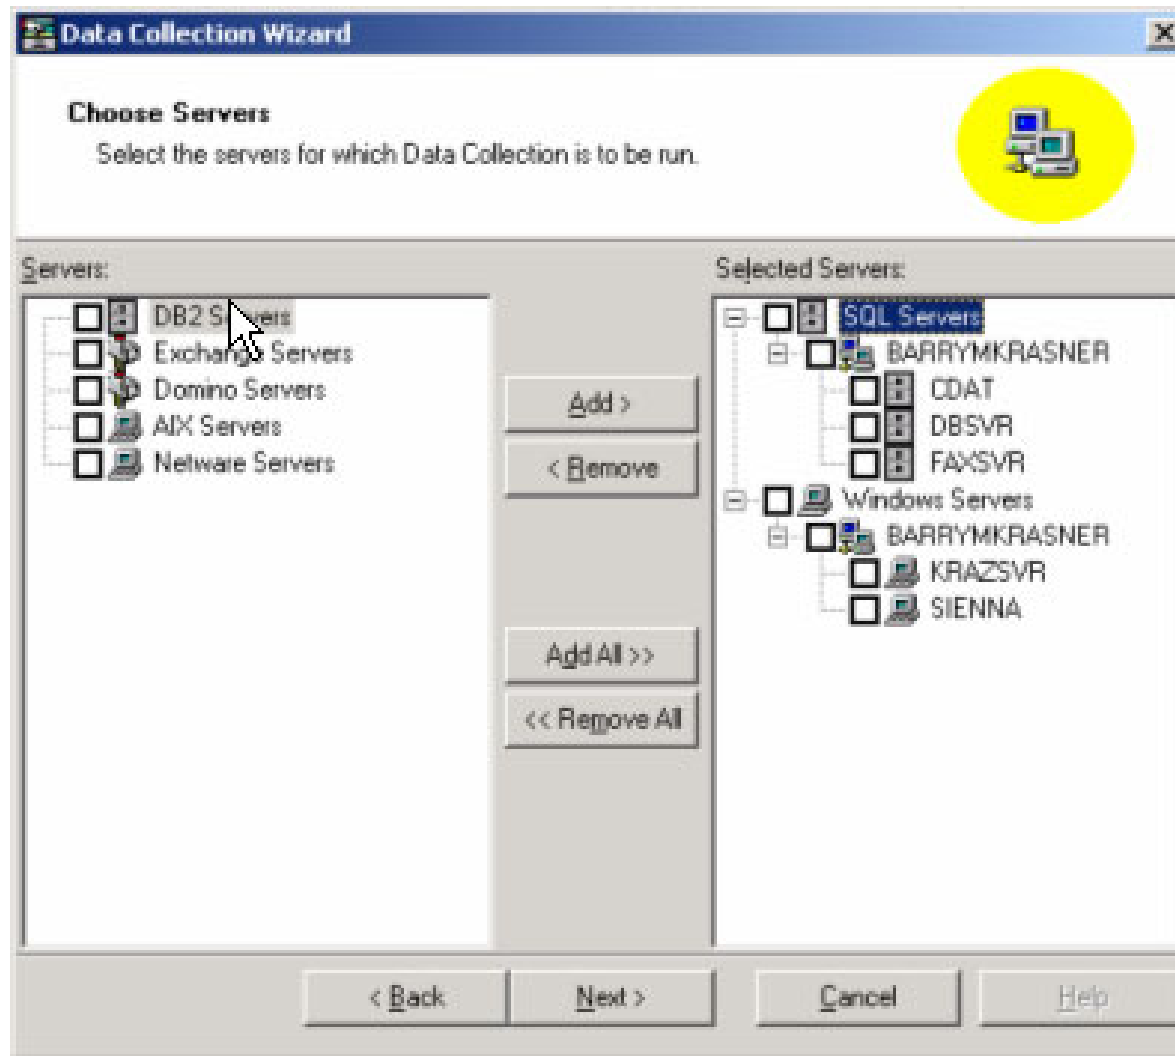 Data Collection Wizard
Choose Servers
Select the servers for which Data Collection is to be run.
Servers:
DB2 Servers
Exchange Servers
Domino Servers
AIX Servers
Netware Servers
Add >
< Remove
Add All >>
<< Remove All
Selected Servers:
SQL Servers
BARRYMKRASNER
CDAT
DBSVR
FAXSVR
Windows Servers
BARRYMKRASNER
KRAZSVR
SIENNA
< Back
Next >
Cancel
Help